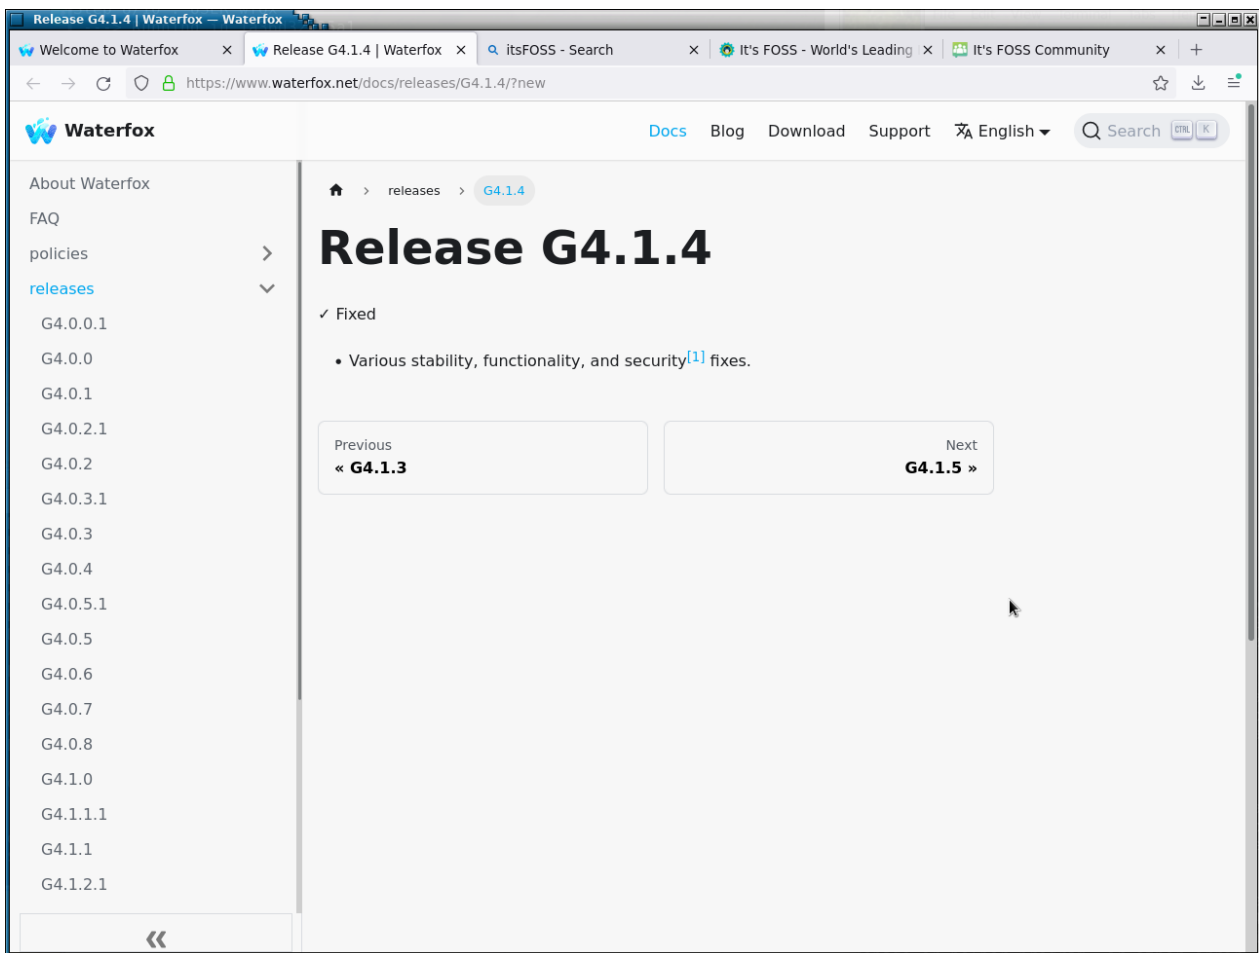 Release G4.1.4 | Waterfox — Waterfox
Welcome to Waterfox
Release G4.1.4 | Waterfox
itsFOSS - Search
It's FOSS - World's Leading
It's FOSS Community
https://www.waterfox.net/docs/releases/G4.1.4/?new
Waterfox
Docs
Blog
Download
Support
English
Search
CTRL
K
About Waterfox
FAQ
policies
releases
G4.0.0.1
G4.0.0
G4.0.1
G4.0.2.1
G4.0.2
G4.0.3.1
G4.0.3
G4.0.4
G4.0.5.1
G4.0.5
G4.0.6
G4.0.7
G4.0.8
G4.1.0
G4.1.1.1
G4.1.1
G4.1.2.1
releases
G4.1.4
Release G4.1.4
✓ Fixed
• Various stability, functionality, and security[1] fixes.
Previous
« G4.1.3
Next
G4.1.5 »